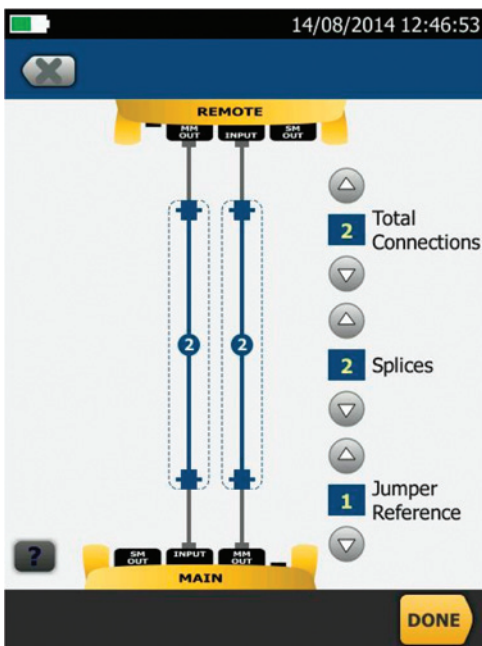 14/08/2014 12:46:53
REMOTE
MM OUT
INPUT
SM OUT
2
Total
Connections
2
2
2
Splices
1
Jumper
Reference
?
SM OUT
INPUT
MM OUT
MAIN
DONE